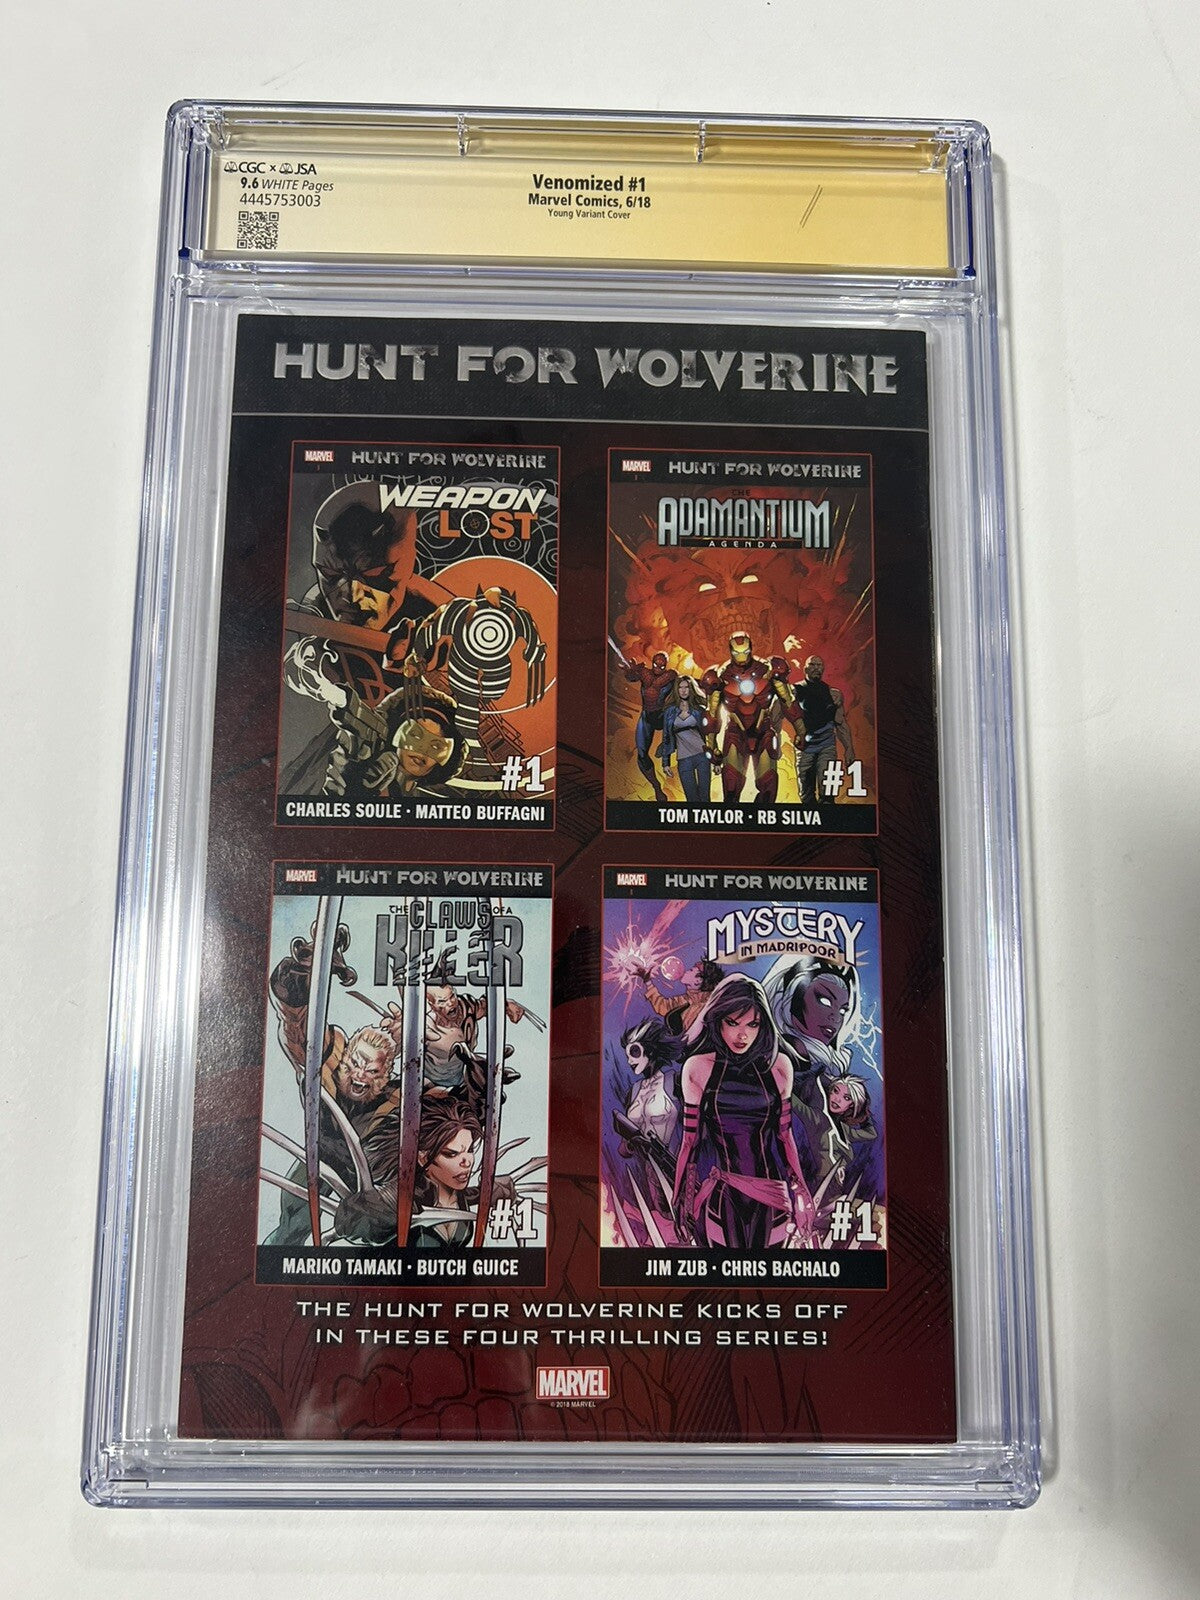 CGC x JSA
9.6 WHITE Pages
4445753003
Venomized #1
Marvel Comics, 6/18
Young Variant Cover
HUNT FOR WOLVERINE
MARVEL HUNT FOR WOLVERINE
WEAPON
LOST
#1
CHARLES SOULE · MATTEO BUFFAGNI
MARVEL HUNT FOR WOLVERINE
THE
ADAMANTIUM
AGENDA
#1
TOM TAYLOR · RB SILVA
MARVEL HUNT FOR WOLVERINE
THE CLAWS OF A
KILLER
#1
MARIKO TAMAKI · BUTCH GUICE
MARVEL HUNT FOR WOLVERINE
MYSTERY
IN MADRIPOOR
#1
JIM ZUB · CHRIS BACHALO
THE HUNT FOR WOLVERINE KICKS OFF
IN THESE FOUR THRILLING SERIES!
MARVEL
© 2018 MARVEL